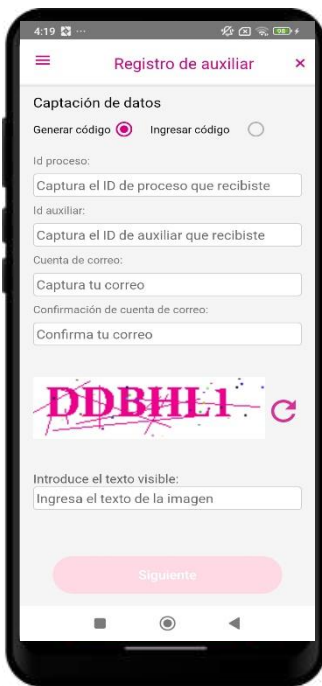 4:19
Registro de auxiliar ×
Captación de datos
Generar código Ingresar código
Id proceso:
Captura el ID de proceso que recibiste
Id auxiliar:
Captura el ID de auxiliar que recibiste
Cuenta de correo:
Captura tu correo
Confirmación de cuenta de correo:
Confirma tu correo
DDBHL1
Introduce el texto visible:
Ingresa el texto de la imagen
Siguiente